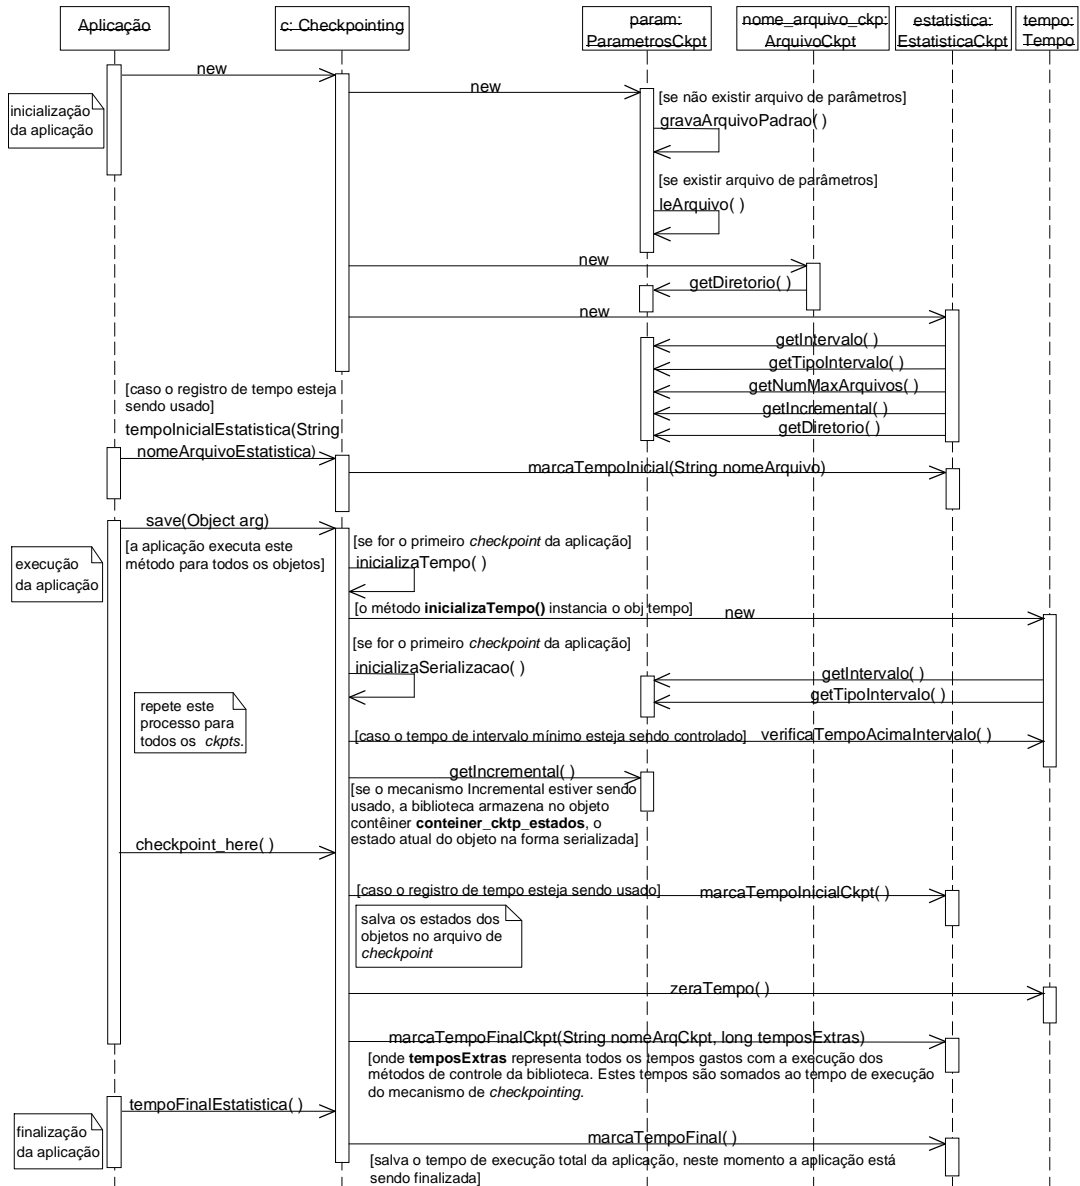 Aplicação
c: Checkpointing
param:
ParametrosCkpt
nome_arquivo_ckp:
ArquivoCkpt
estatistica:
EstatisticaCkpt
tempo:
Tempo
new
inicialização
da aplicação
new
[se não existir arquivo de parâmetros]
gravaArquivoPadrao( )
[se existir arquivo de parâmetros]
leArquivo( )
new
getDiretorio( )
new
getIntervalo( )
getTipoIntervalo( )
getNumMaxArquivos( )
getIncremental( )
getDiretorio( )
[caso o registro de tempo esteja
sendo usado]
tempoInicialEstatistica(String
nomeArquivoEstatistica)
marcaTempoInicial(String nomeArquivo)
save(Object arg)
[a aplicação executa este
método para todos os objetos]
execução
da aplicação
[se for o primeiro checkpoint da aplicação]
inicializaTempo( )
[o método inicializaTempo() instancia o obj tempo]
new
[se for o primeiro checkpoint da aplicação]
inicializaSerializacao( )
getIntervalo( )
getTipoIntervalo( )
repete este
processo para
todos os ckpts.
[caso o tempo de intervalo mínimo esteja sendo controlado]
verificaTempoAcimaIntervalo( )
getIncremental( )
[se o mecanismo Incremental estiver sendo
usado, a biblioteca armazena no objeto
contêiner conteiner_cktp_estados, o
estado atual do objeto na forma serializada]
checkpoint_here( )
[caso o registro de tempo esteja sendo usado]
marcaTempoInicialCkpt( )
salva os estados dos
objetos no arquivo de
checkpoint
zeraTempo( )
marcaTempoFinalCkpt(String nomeArqCkpt, long temposExtras)
[onde temposExtras representa todos os tempos gastos com a execução dos
métodos de controle da biblioteca. Estes tempos são somados ao tempo de execução
do mecanismo de checkpointing.
tempoFinalEstatistica( )
finalização
da aplicação
marcaTempoFinal( )
[salva o tempo de execução total da aplicação, neste momento a aplicação está
sendo finalizada]